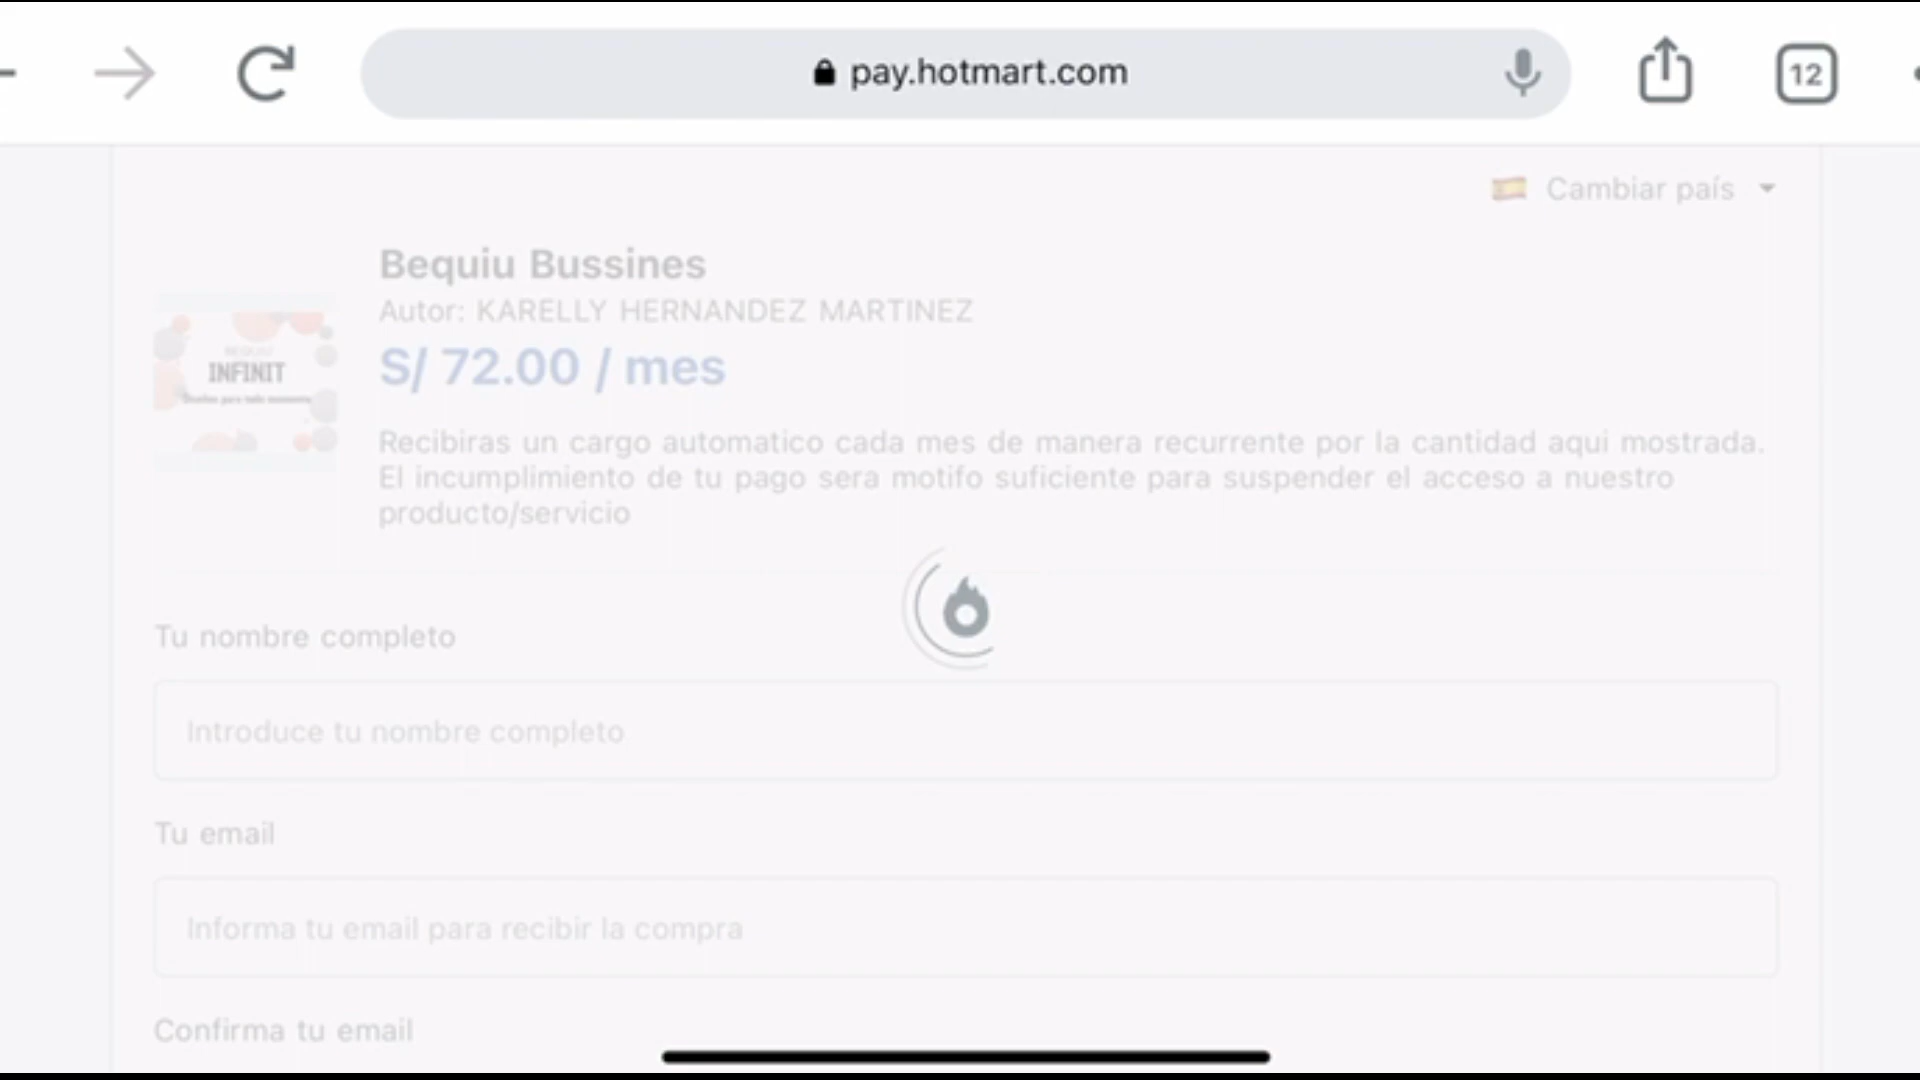 pay.hotmart.com
12
Cambiar país
Bequiu Bussines
Autor: KARELLY HERNANDEZ MARTINEZ
S/ 72.00 / mes
BEQUIU
INFINIT
Recibiras un cargo automatico cada mes de manera recurrente por la cantidad aqui mostrada.
El incumplimiento de tu pago sera motifo suficiente para suspender el acceso a nuestro
producto/servicio
Tu nombre completo
Introduce tu nombre completo
Tu email
Informa tu email para recibir la compra
Confirma tu email